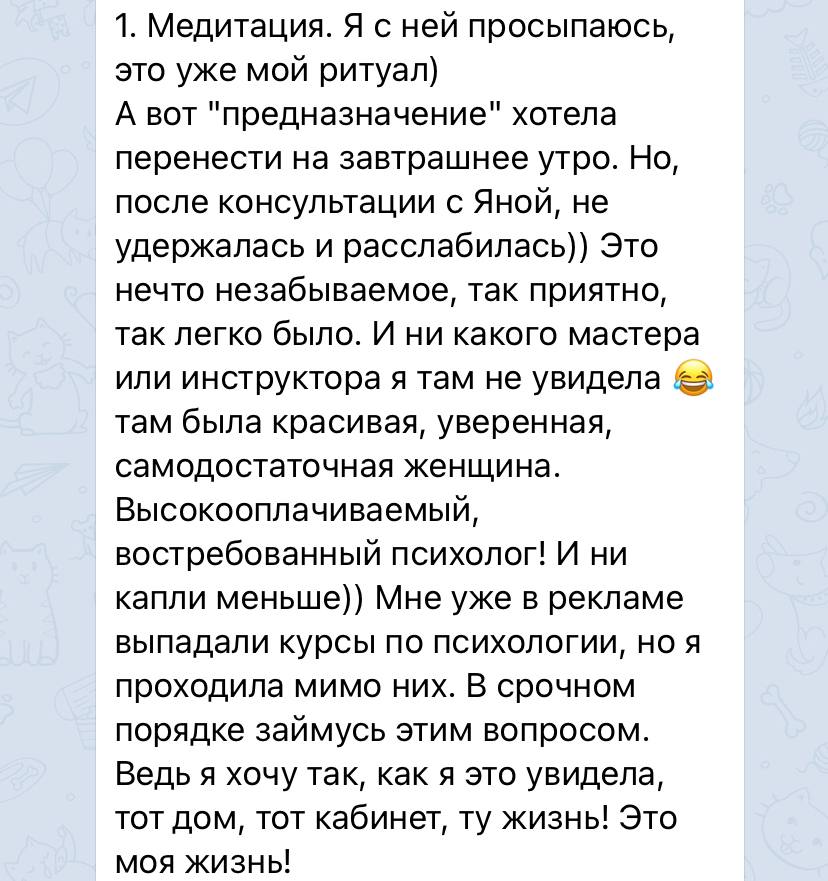 1. Медитация. Я с ней просыпаюсь,
это уже мой ритуал)
А вот "предназначение" хотела
перенести на завтрашнее утро. Но,
после консультации с Яной, не
удержалась и расслабилась)) Это
нечто незабываемое, так приятно,
так легко было. И ни какого мастера
или инструктора я там не увидела 😂
там была красивая, уверенная,
самодостаточная женщина.
Высокооплачиваемый,
востребованный психолог! И ни
капли меньше)) Мне уже в рекламе
выпадали курсы по психологии, но я
проходила мимо них. В срочном
порядке займусь этим вопросом.
Ведь я хочу так, как я это увидела,
тот дом, тот кабинет, ту жизнь! Это
моя жизнь!